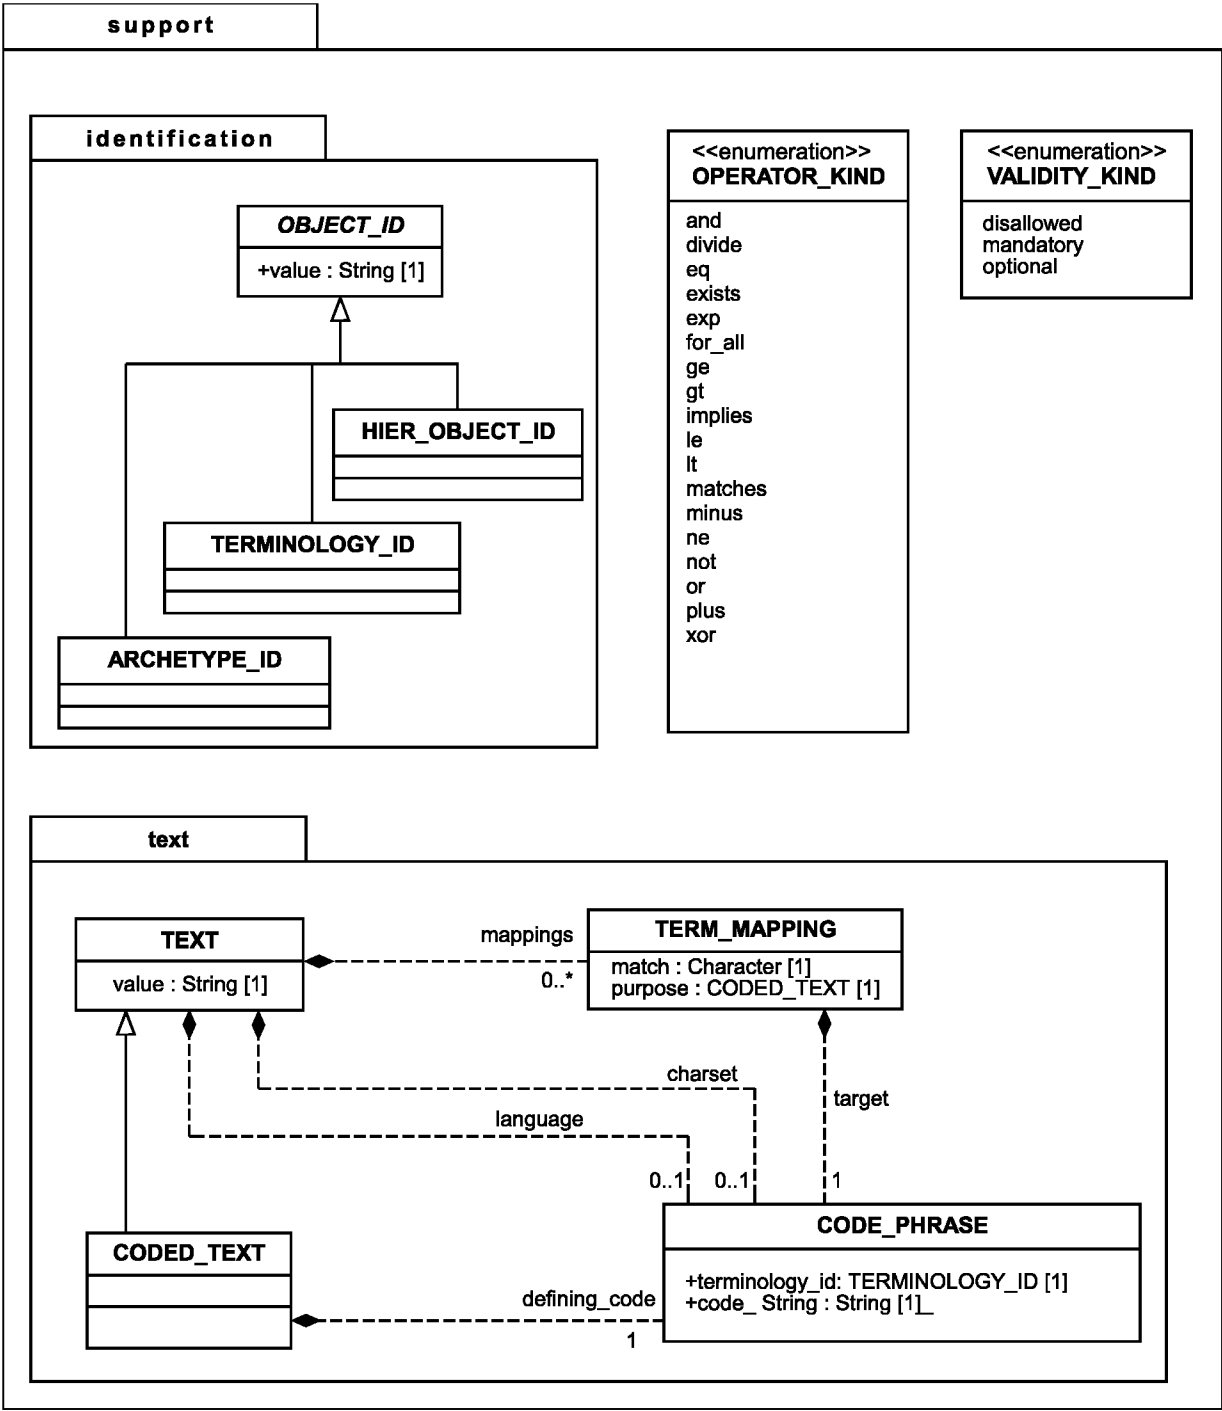 support
identification
OBJECT_ID
+value : String [1]
HIER_OBJECT_ID
TERMINOLOGY_ID
ARCHETYPE_ID
<<enumeration>>
OPERATOR_KIND
and
divide
eq
exists
exp
for_all
ge
gt
implies
le
lt
matches
minus
ne
not
or
plus
xor
<<enumeration>>
VALIDITY_KIND
disallowed
mandatory
optional
text
TEXT
value : String [1]
mappings
0..*
TERM_MAPPING
match : Character [1]
purpose : CODED_TEXT [1]
charset
language
target
0..1
0..1
1
CODE_PHRASE
+terminology_id: TERMINOLOGY_ID [1]
+code_ String : String [1]_
CODED_TEXT
defining_code
1